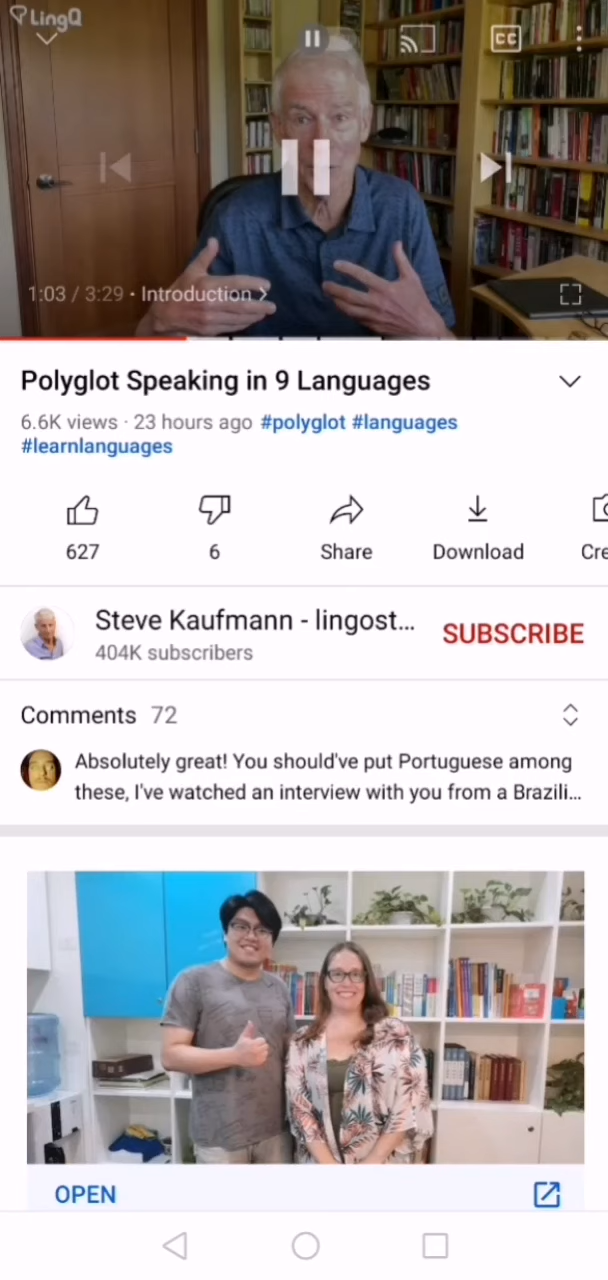 LingQ
CC
1:03 / 3:29 • Introduction >
Polyglot Speaking in 9 Languages
6.6K views · 23 hours ago #polyglot #languages
#learnlanguages
627
6
Share
Download
Cre
Steve Kaufmann - lingost...
SUBSCRIBE
404K subscribers
Comments 72
Absolutely great! You should've put Portuguese among
these, I've watched an interview with you from a Brazili...
OPEN